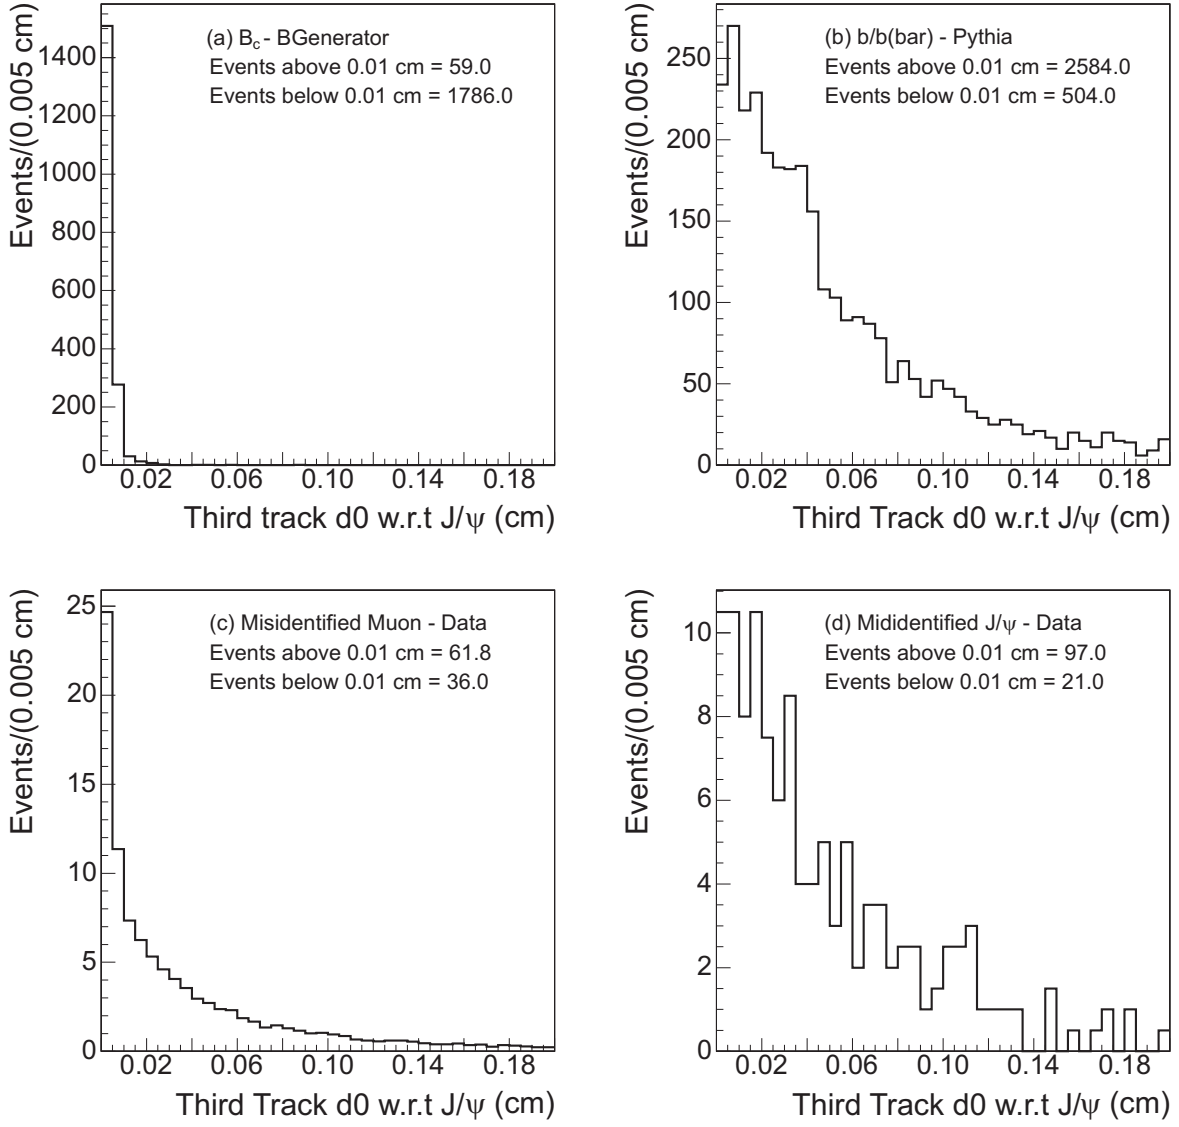 (a) Bc - BGenerator
Events above 0.01 cm = 59.0
Events below 0.01 cm = 1786.0
Events/(0.005 cm)
1400
1200
1000
800
600
400
200
0
0.02 0.06 0.10 0.14 0.18
Third track d0 w.r.t J/ψ (cm)
(b) b/b(bar) - Pythia
Events above 0.01 cm = 2584.0
Events below 0.01 cm = 504.0
Events/(0.005 cm)
250
200
150
100
50
0
0.02 0.06 0.10 0.14 0.18
Third Track d0 w.r.t J/ψ (cm)
(c) Misidentified Muon - Data
Events above 0.01 cm = 61.8
Events below 0.01 cm = 36.0
Events/(0.005 cm)
25
20
15
10
5
0
0.02 0.06 0.10 0.14 0.18
Third Track d0 w.r.t J/ψ (cm)
(d) Mididentified J/ψ - Data
Events above 0.01 cm = 97.0
Events below 0.01 cm = 21.0
Events/(0.005 cm)
10
8
6
4
2
0
0.02 0.06 0.10 0.14 0.18
Third Track d0 w.r.t J/ψ (cm)